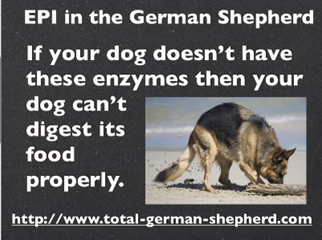 EPI in the German Shepherd
If your dog doesn't have
these enzymes then your
dog can't
digest its
food
properly.
http://www.total-german-shepherd.com